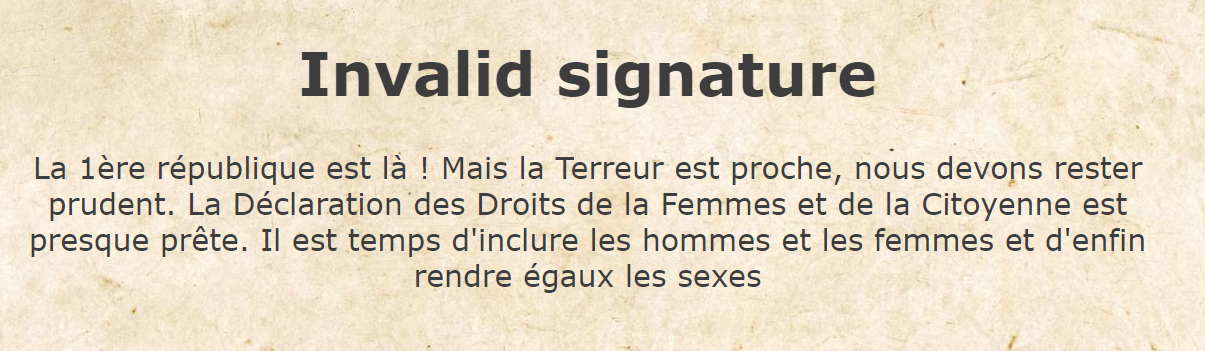 Invalid signature
La 1ère république est là ! Mais la Terreur est proche, nous devons rester
prudent. La Déclaration des Droits de la Femmes et de la Citoyenne est
presque prête. Il est temps d'inclure les hommes et les femmes et d'enfin
rendre égaux les sexes